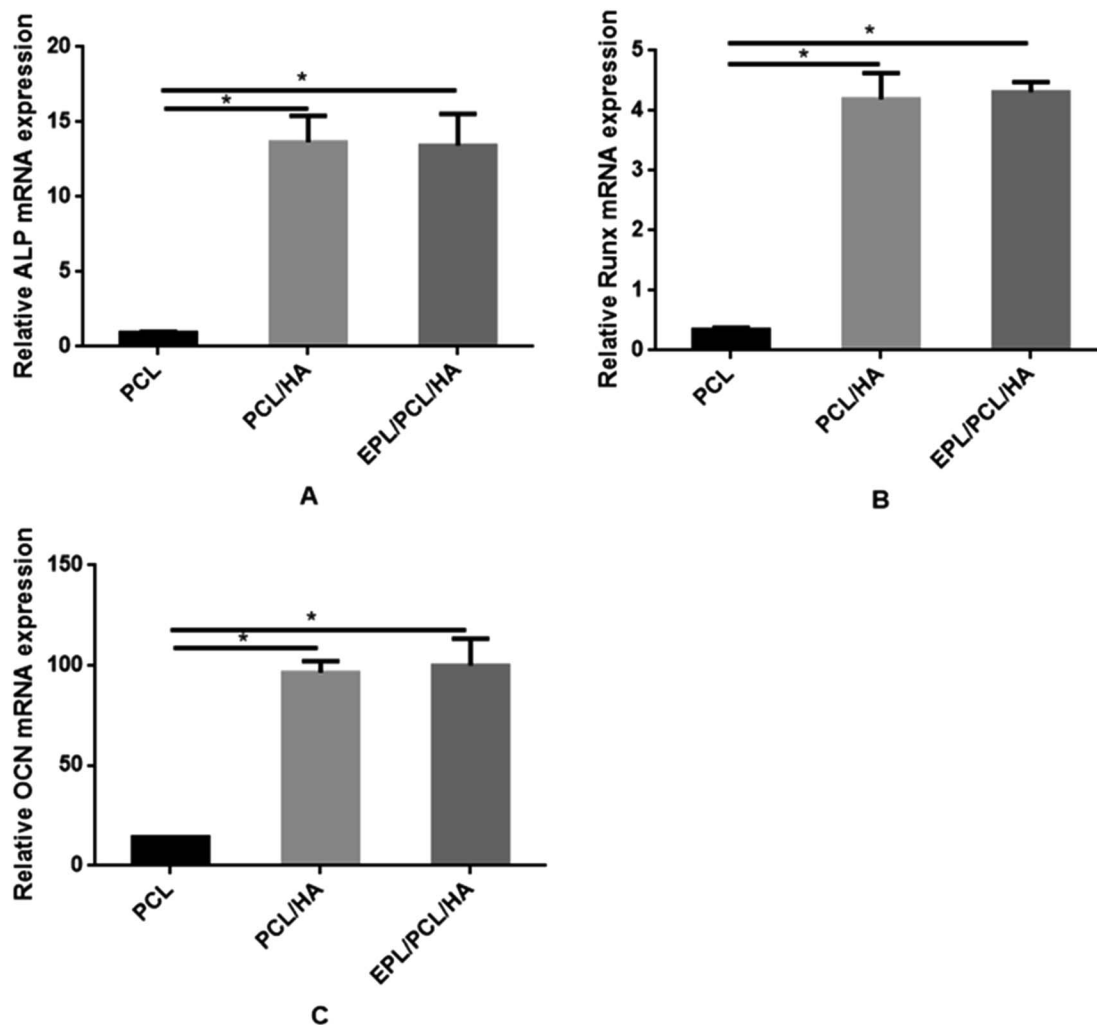 Relative ALP mRNA expression
20
15
10
5
0
*
*
PCL
PCL/HA
EPL/PCL/HA
A
Relative Runx mRNA expression
5
4
3
2
1
0
*
*
PCL
PCL/HA
EPL/PCL/HA
B
Relative OCN mRNA expression
150
100
50
0
*
*
PCL
PCL/HA
EPL/PCL/HA
C